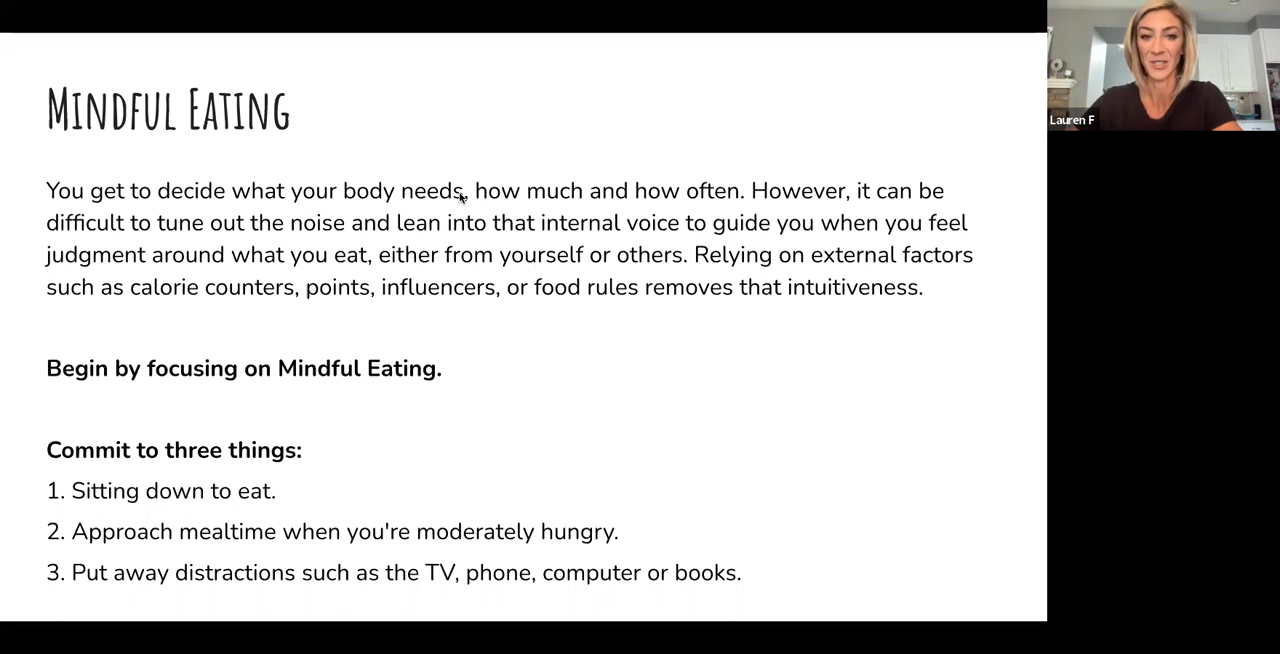 Mindful Eating
You get to decide what your body needs, how much and how often. However, it can be
difficult to tune out the noise and lean into that internal voice to guide you when you feel
judgment around what you eat, either from yourself or others. Relying on external factors
such as calorie counters, points, influencers, or food rules removes that intuitiveness.
Begin by focusing on Mindful Eating.
Commit to three things:
1. Sitting down to eat.
2. Approach mealtime when you're moderately hungry.
3. Put away distractions such as the TV, phone, computer or books.
Lauren F